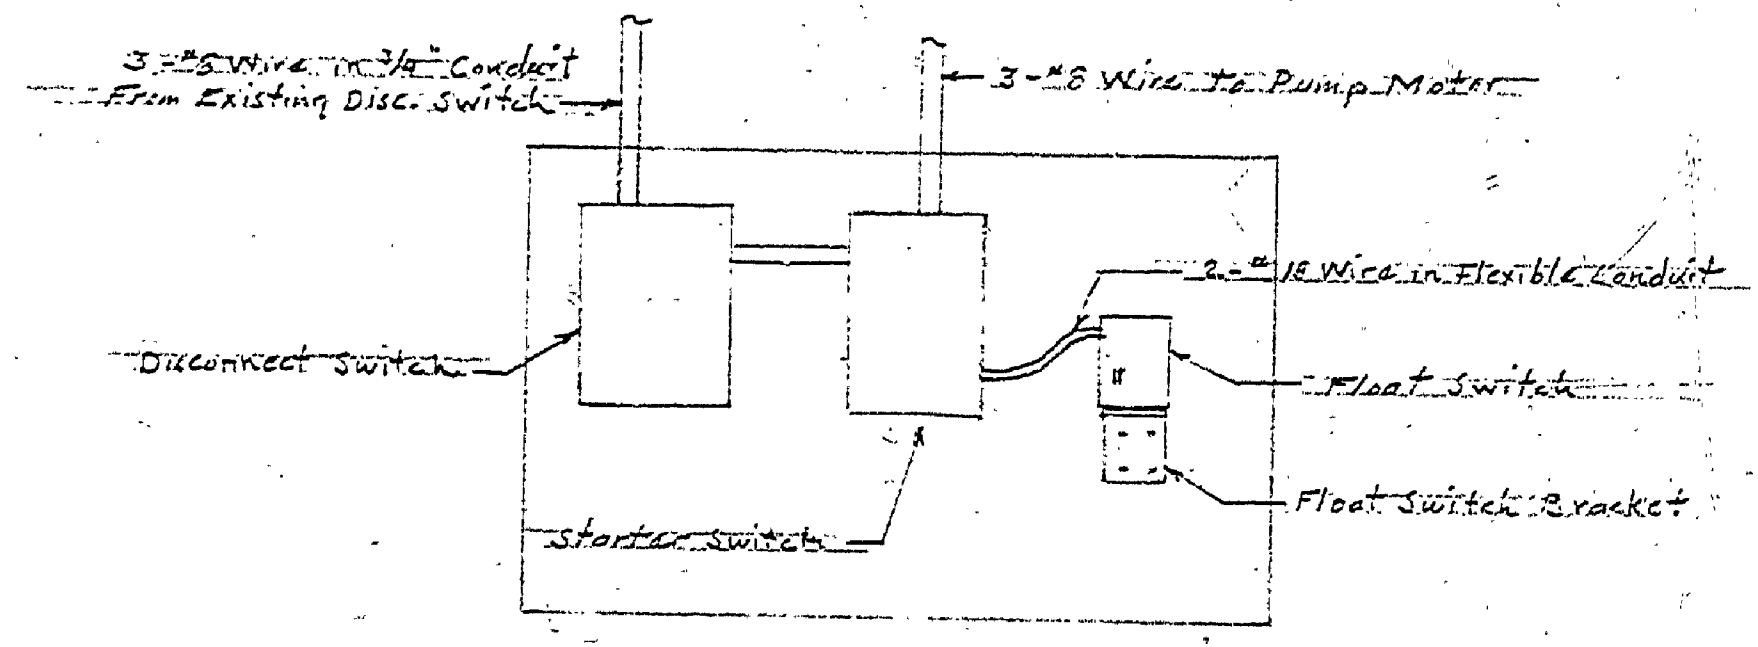 3-#8 Wire in 3/4" Conduit
From Existing Disc. Switch
3-#8 Wire to Pump Motor
2-#18 Wire in Flexible Conduit
Disconnect Switch
Float Switch
Float Switch Bracket
Starter Switch